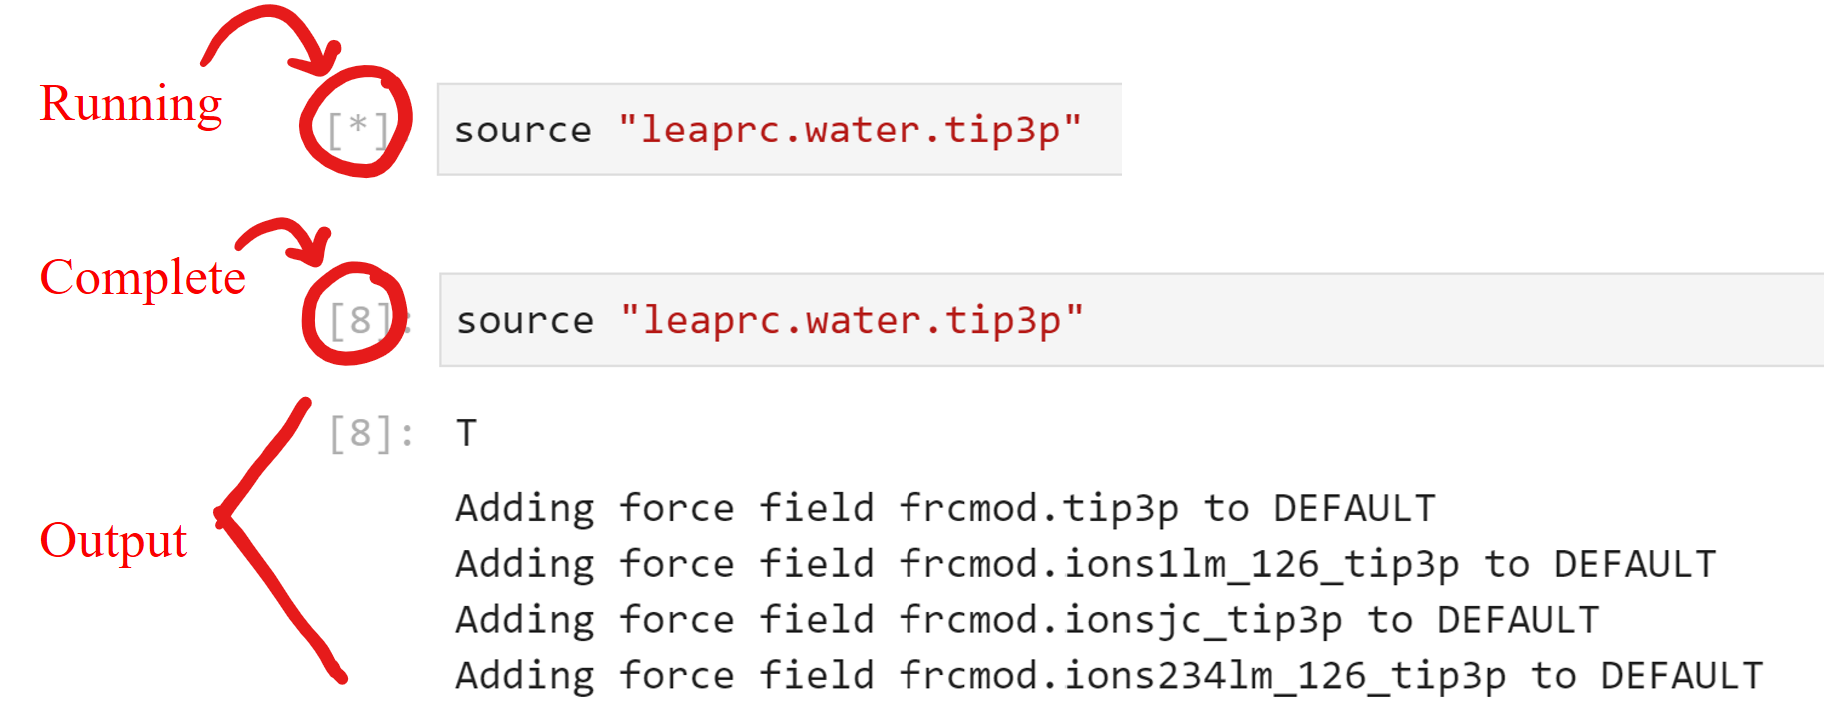 Running
[*] source "leaprc.water.tip3p"
Complete
[8]: source "leaprc.water.tip3p"
[8]: T
Output
Adding force field frcmod.tip3p to DEFAULT
Adding force field frcmod.ions1lm_126_tip3p to DEFAULT
Adding force field frcmod.ionsjc_tip3p to DEFAULT
Adding force field frcmod.ions234lm_126_tip3p to DEFAULT